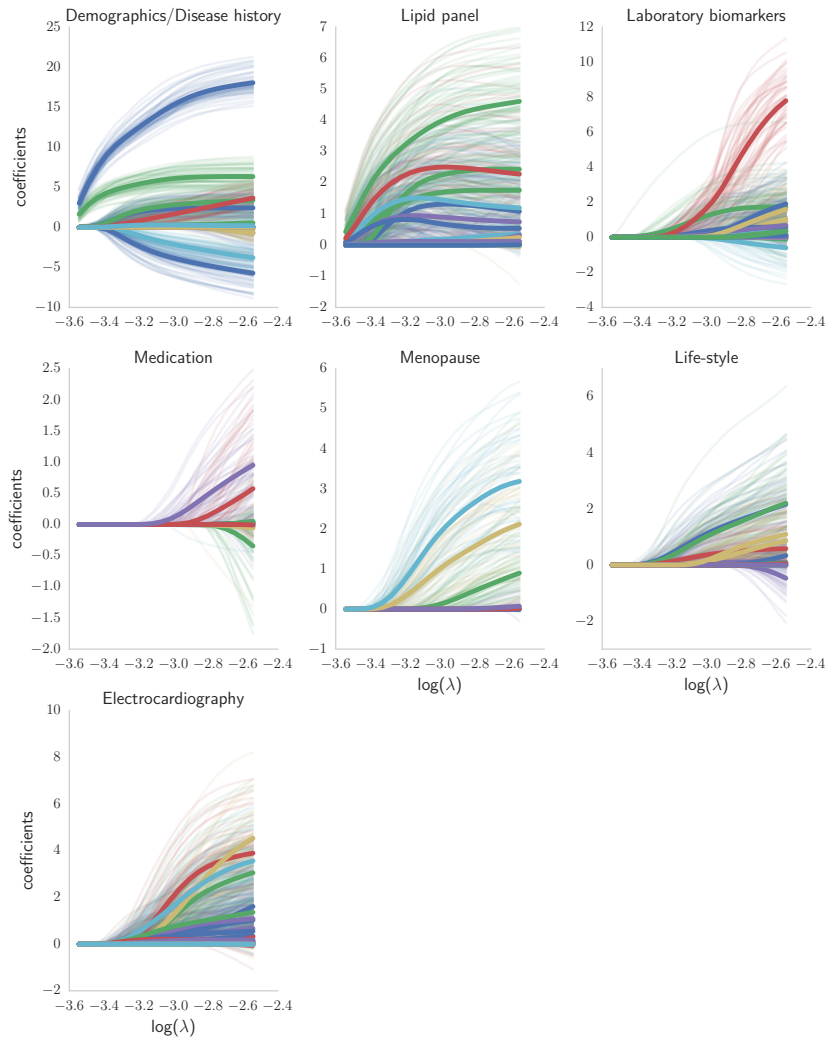 Demographics/Disease history
Lipid panel
Laboratory biomarkers
25
20
15
10
5
0
−5
−10
coefficients
−3.6 −3.4 −3.2 −3.0 −2.8 −2.6 −2.4
7
6
5
4
3
2
1
0
−1
−2
−3.6 −3.4 −3.2 −3.0 −2.8 −2.6 −2.4
12
10
8
6
4
2
0
−2
−4
−3.6 −3.4 −3.2 −3.0 −2.8 −2.6 −2.4
Medication
Menopause
Life-style
2.5
2.0
1.5
1.0
0.5
0.0
−0.5
−1.0
−1.5
−2.0
coefficients
−3.6 −3.4 −3.2 −3.0 −2.8 −2.6 −2.4
6
5
4
3
2
1
0
−1
−3.6 −3.4 −3.2 −3.0 −2.8 −2.6 −2.4
log(λ)
6
4
2
0
−2
−3.6 −3.4 −3.2 −3.0 −2.8 −2.6 −2.4
log(λ)
Electrocardiography
10
8
6
4
2
0
−2
coefficients
−3.6 −3.4 −3.2 −3.0 −2.8 −2.6 −2.4
log(λ)